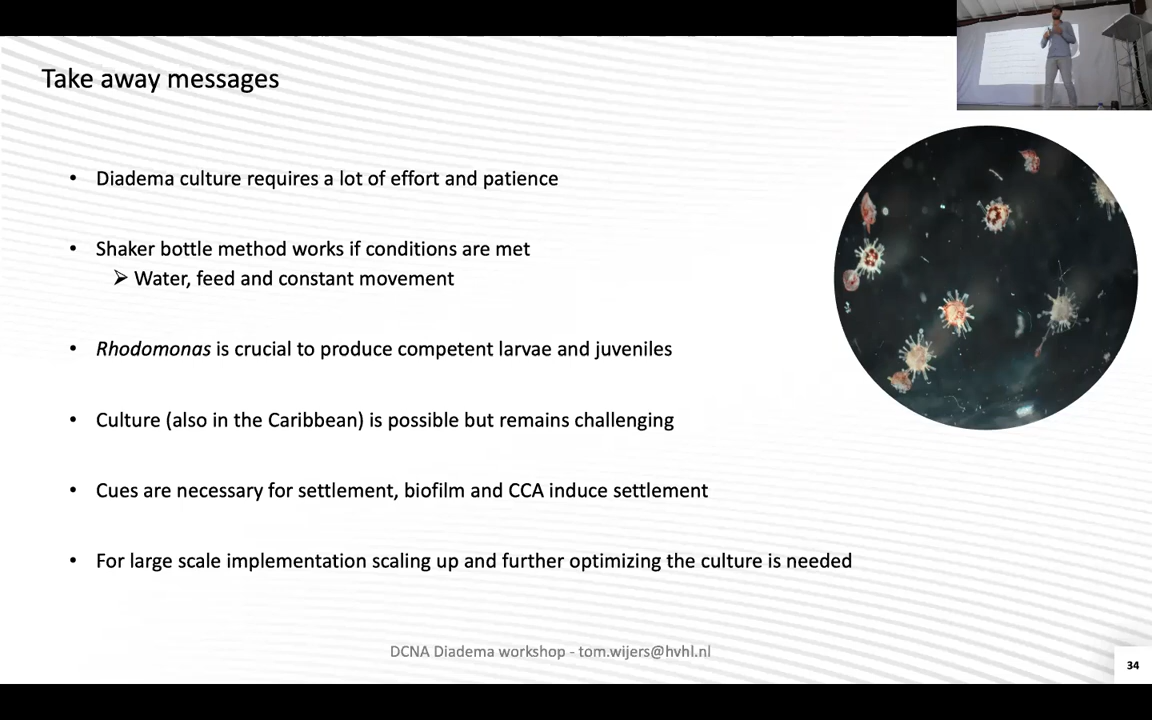 Take away messages
• Diadema culture requires a lot of effort and patience
• Shaker bottle method works if conditions are met
➢ Water, feed and constant movement
• Rhodomonas is crucial to produce competent larvae and juveniles
• Culture (also in the Caribbean) is possible but remains challenging
• Cues are necessary for settlement, biofilm and CCA induce settlement
• For large scale implementation scaling up and further optimizing the culture is needed
DCNA Diadema workshop - tom.wijers@hvhl.nl
34